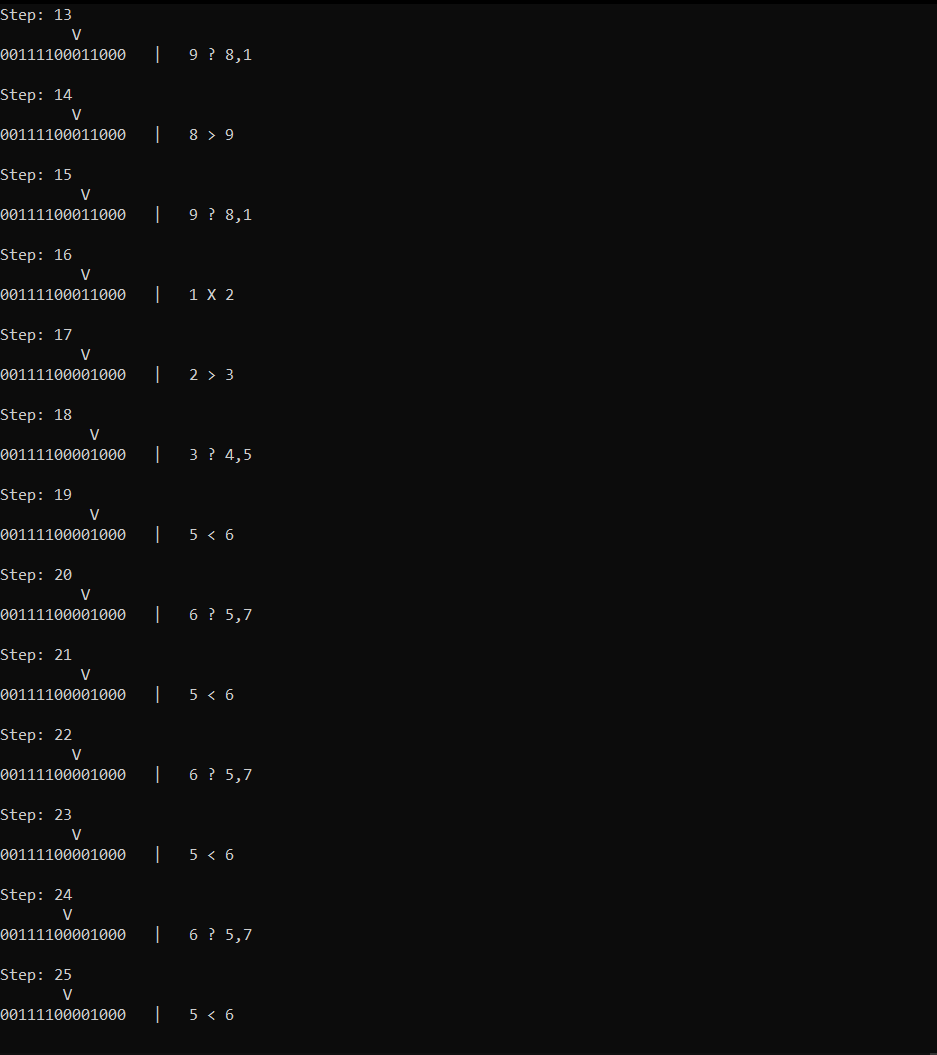 Step: 13
        V
00111100011000   |   9 ? 8,1

Step: 14
        V
00111100011000   |   8 > 9

Step: 15
         V
00111100011000   |   9 ? 8,1

Step: 16
         V
00111100011000   |   1 X 2

Step: 17
         V
00111100001000   |   2 > 3

Step: 18
          V
00111100001000   |   3 ? 4,5

Step: 19
          V
00111100001000   |   5 < 6

Step: 20
         V
00111100001000   |   6 ? 5,7

Step: 21
         V
00111100001000   |   5 < 6

Step: 22
        V
00111100001000   |   6 ? 5,7

Step: 23
        V
00111100001000   |   5 < 6

Step: 24
       V
00111100001000   |   6 ? 5,7

Step: 25
       V
00111100001000   |   5 < 6